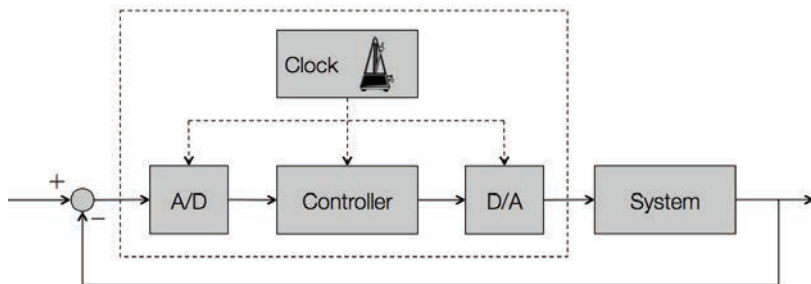 Clock
+
A/D
Controller
D/A
System
−